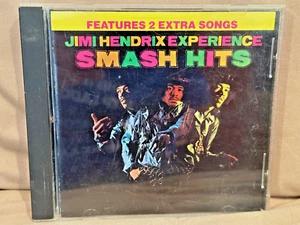 FEATURES 2 EXTRA SONGS
JIMI HENDRIX EXPERIENCE
SMASH HITS